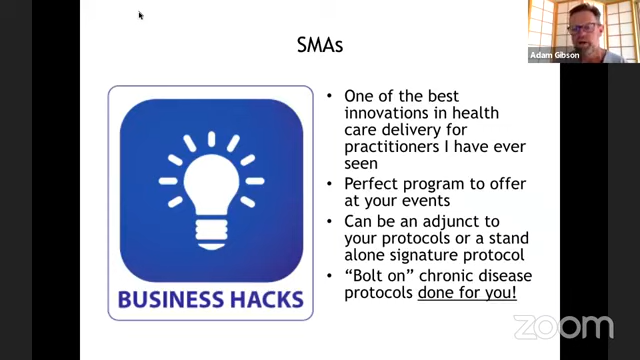 SMAs
Adam Gibson
BUSINESS HACKS
• One of the best
innovations in health
care delivery for
practitioners I have ever
seen
• Perfect program to offer
at your events
• Can be an adjunct to
your protocols or a stand
alone signature protocol
• “Bolt on” chronic disease
protocols done for you!
zoom